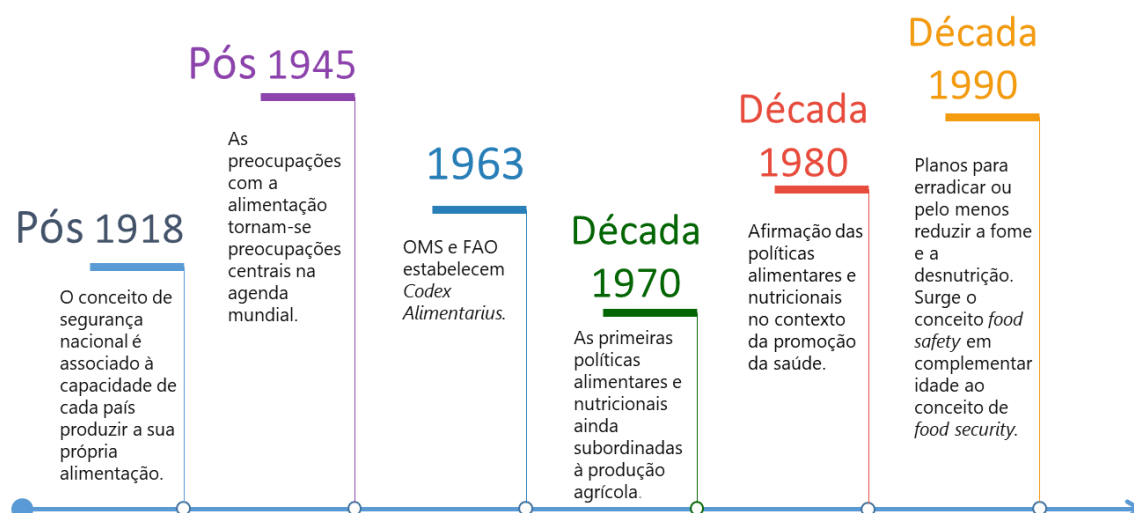 Pós 1918
O conceito de
segurança
nacional é
associado à
capacidade de
cada país
produzir a sua
própria
alimentação.
Pós 1945
As
preocupações
com a
alimentação
tornam-se
preocupações
centrais na
agenda
mundial.
1963
OMS e FAO
estabelecem
Codex
Alimentarius.
Década
1970
As primeiras
políticas
alimentares e
nutricionais
ainda
subordinadas
à produção
agrícola.
Década
1980
Afirmação das
políticas
alimentares e
nutricionais
no contexto
da promoção
da saúde.
Década
1990
Planos para
erradicar ou
pelo menos
reduzir a fome
e a
desnutrição.
Surge o
conceito food
safety em
complementar
idade ao
conceito de
food security.